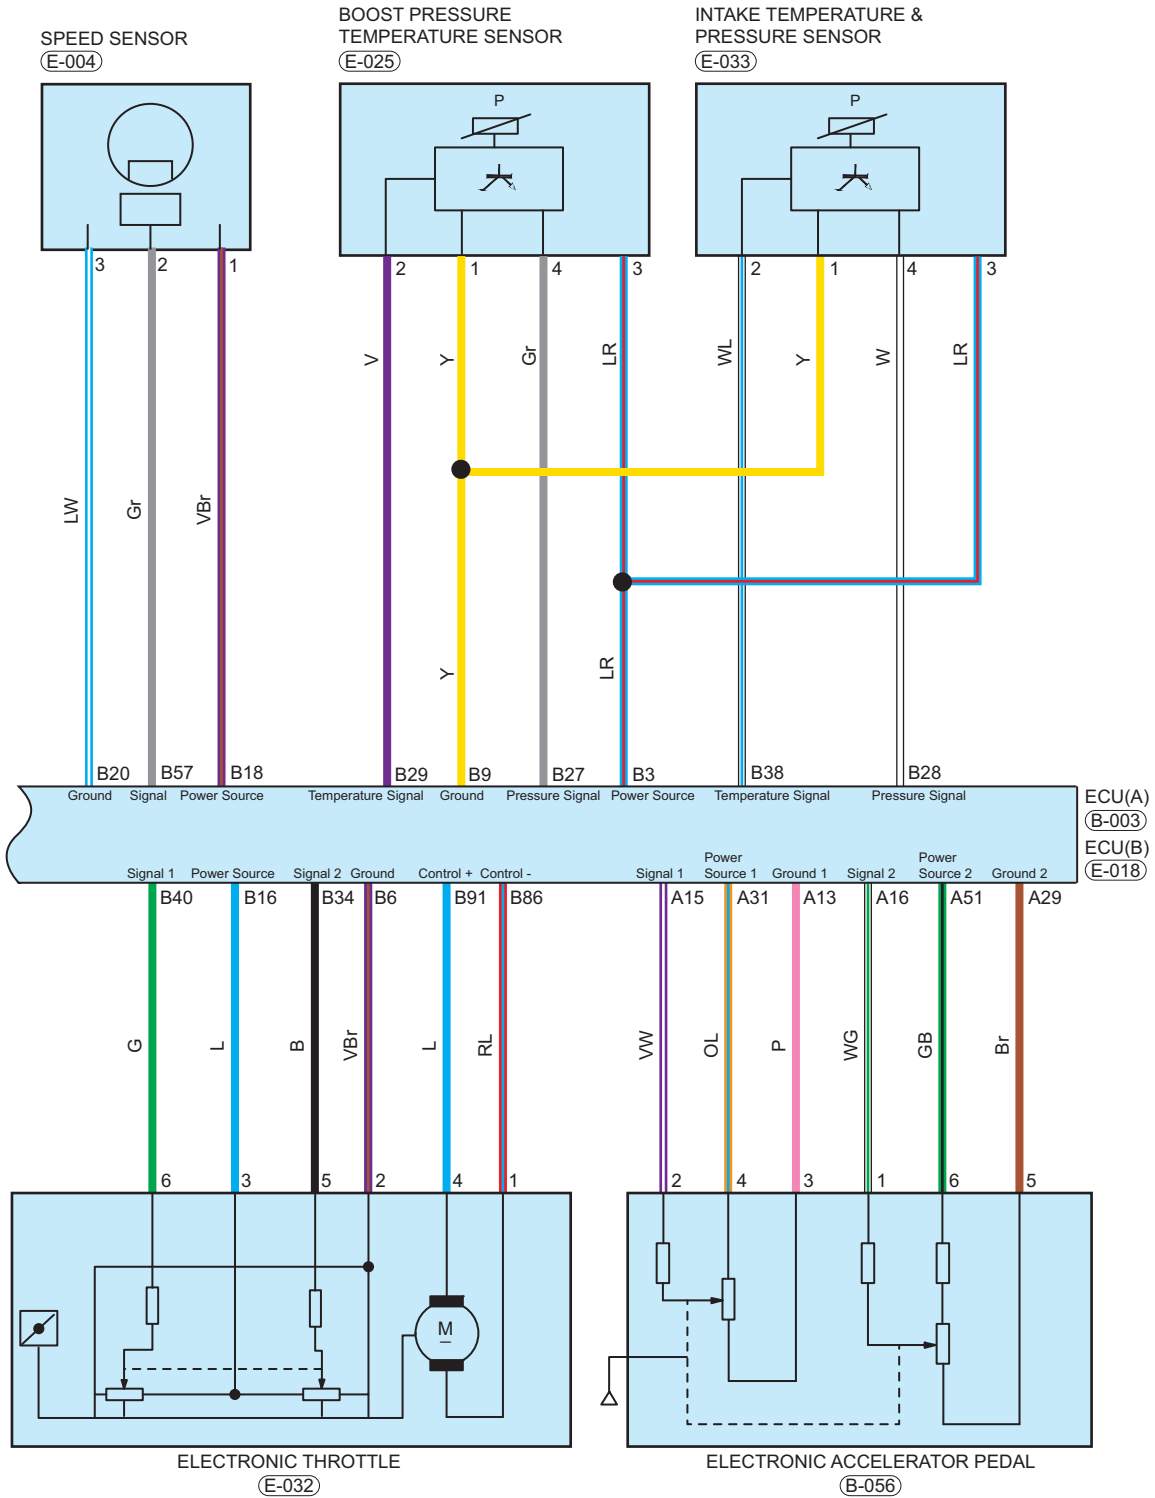 SPEED SENSOR
E-004
BOOST PRESSURE
TEMPERATURE SENSOR
E-025
INTAKE TEMPERATURE &
PRESSURE SENSOR
E-033
P
P
3 2 1
2 1 4 3
2 1 4 3
LW Gr VBr
V Y Gr LR
WL Y W LR
Y LR
B20 B57 B18 B29 B9 B27 B3 B38 B28
Ground Signal Power Source Temperature Signal Ground Pressure Signal Power Source Temperature Signal Pressure Signal
ECU(A)
B-003
ECU(B)
E-018
Signal 1 Power Source Signal 2 Ground Control + Control -
Signal 1 Power
Source 1 Ground 1 Signal 2 Power
Source 2 Ground 2
B40 B16 B34 B6 B91 B86 A15 A31 A13 A16 A51 A29
G L B VBr L RL VW OL P WG GB Br
6 3 5 2 4 1 2 4 3 1 6 5
M
ELECTRONIC THROTTLE
E-032
ELECTRONIC ACCELERATOR PEDAL
B-056